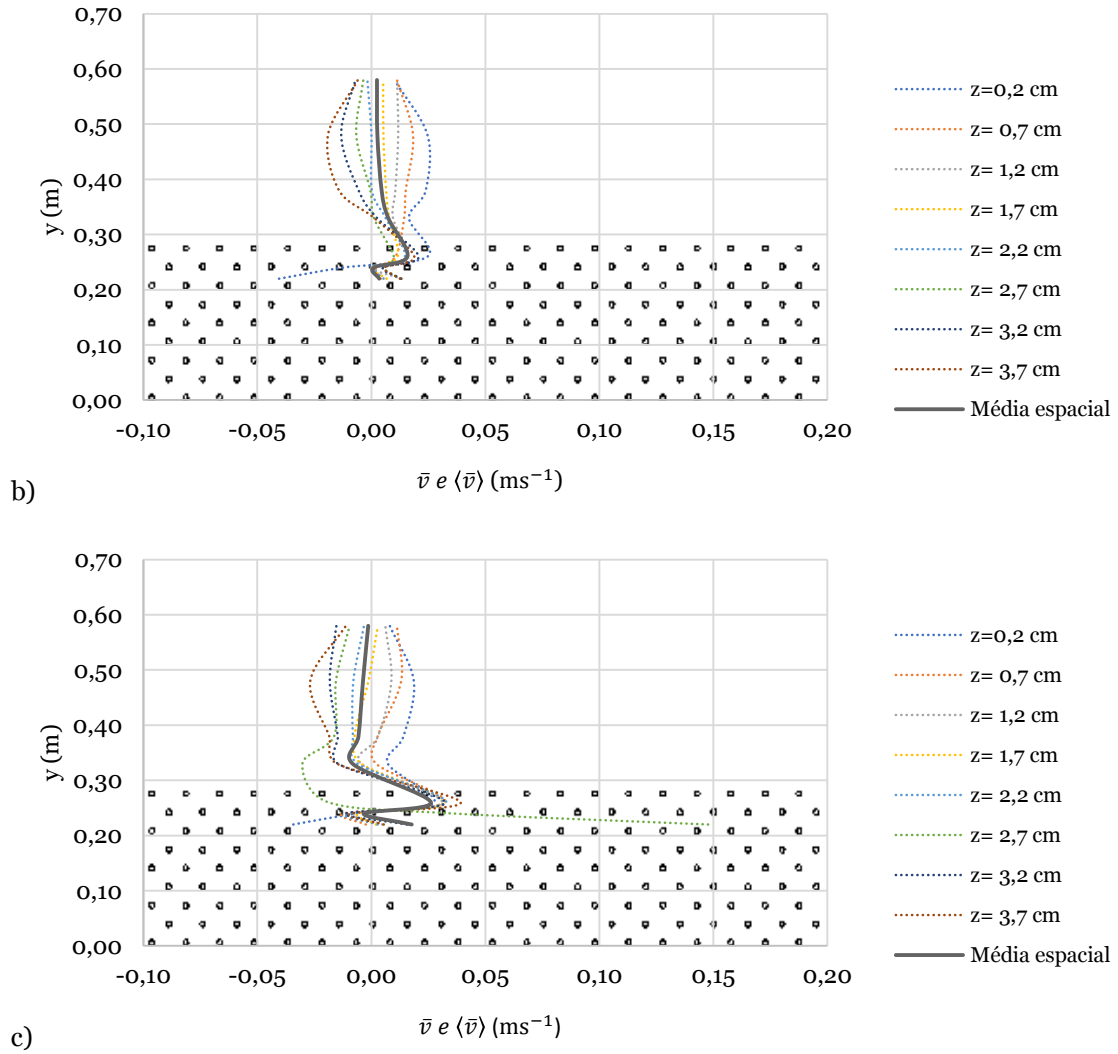 0,70
0,60
0,50
0,40
0,30
0,20
0,10
0,00
y (m)
-0,10 -0,05 0,00 0,05 0,10 0,15 0,20
v̄ e ⟨v̄⟩ (ms⁻¹)
z=0,2 cm
z= 0,7 cm
z= 1,2 cm
z= 1,7 cm
z= 2,2 cm
z= 2,7 cm
z= 3,2 cm
z= 3,7 cm
Média espacial
b)
0,70
0,60
0,50
0,40
0,30
0,20
0,10
0,00
y (m)
-0,10 -0,05 0,00 0,05 0,10 0,15 0,20
v̄ e ⟨v̄⟩ (ms⁻¹)
z=0,2 cm
z= 0,7 cm
z= 1,2 cm
z= 1,7 cm
z= 2,2 cm
z= 2,7 cm
z= 3,2 cm
z= 3,7 cm
Média espacial
c)